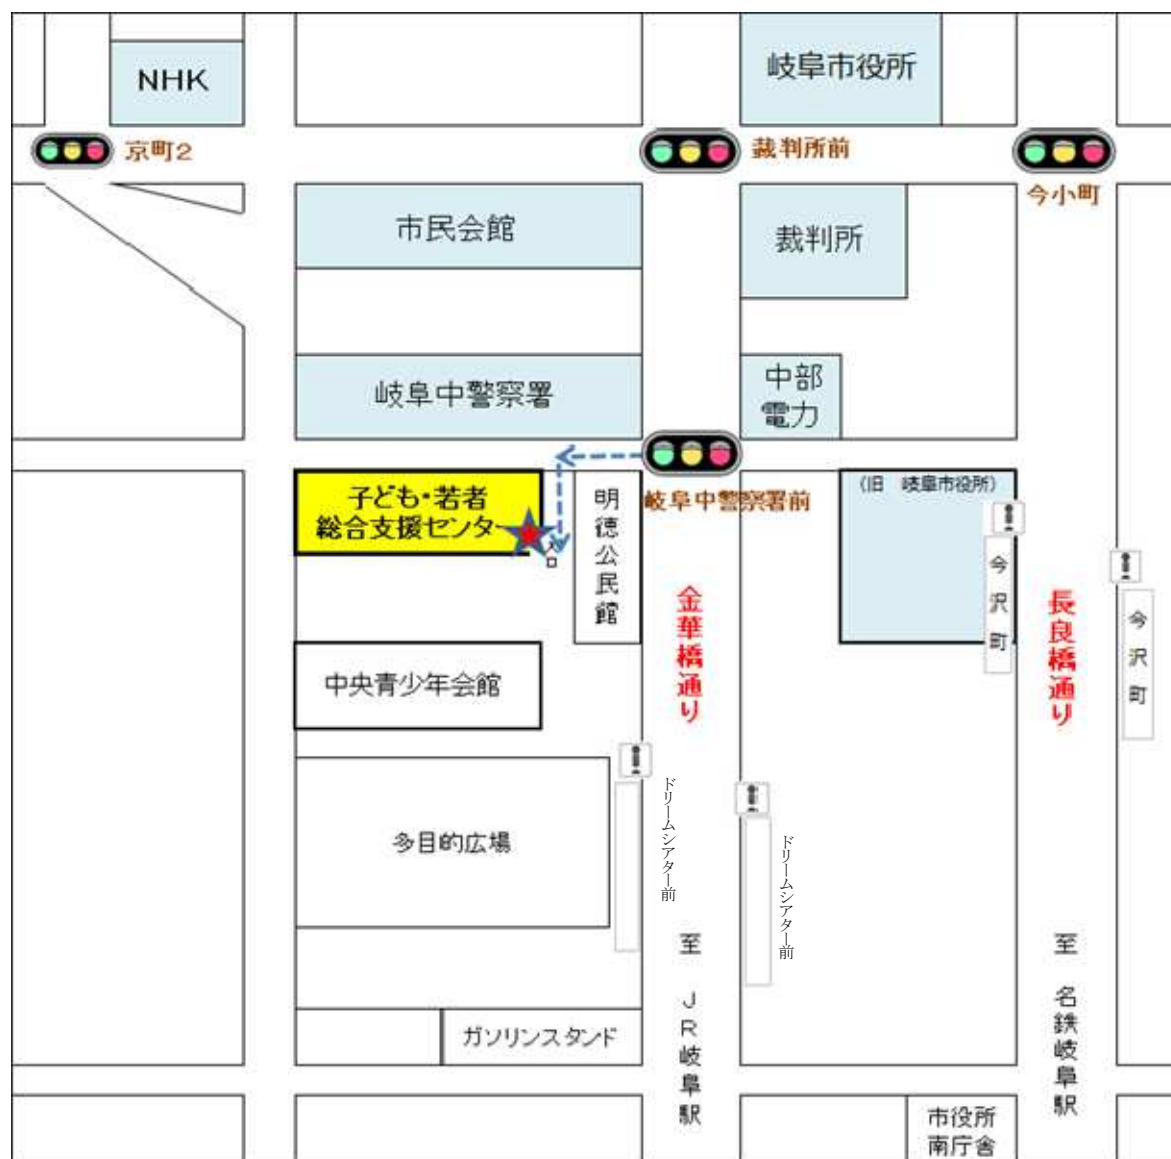 NHK
岐阜市役所
京町2
裁判所前
今小町
市民会館
裁判所
岐阜中警察署
中部
電力
子ども・若者
総合支援センター
入口
明徳公民館
岐阜中警察署前
(旧　岐阜市役所)
今沢町
今沢町
金華橋通り
長良橋通り
中央青少年会館
多目的広場
ドリームシアター前
ドリームシアター前
至　JR岐阜駅
至　名鉄岐阜駅
ガソリンスタンド
市役所
南庁舎